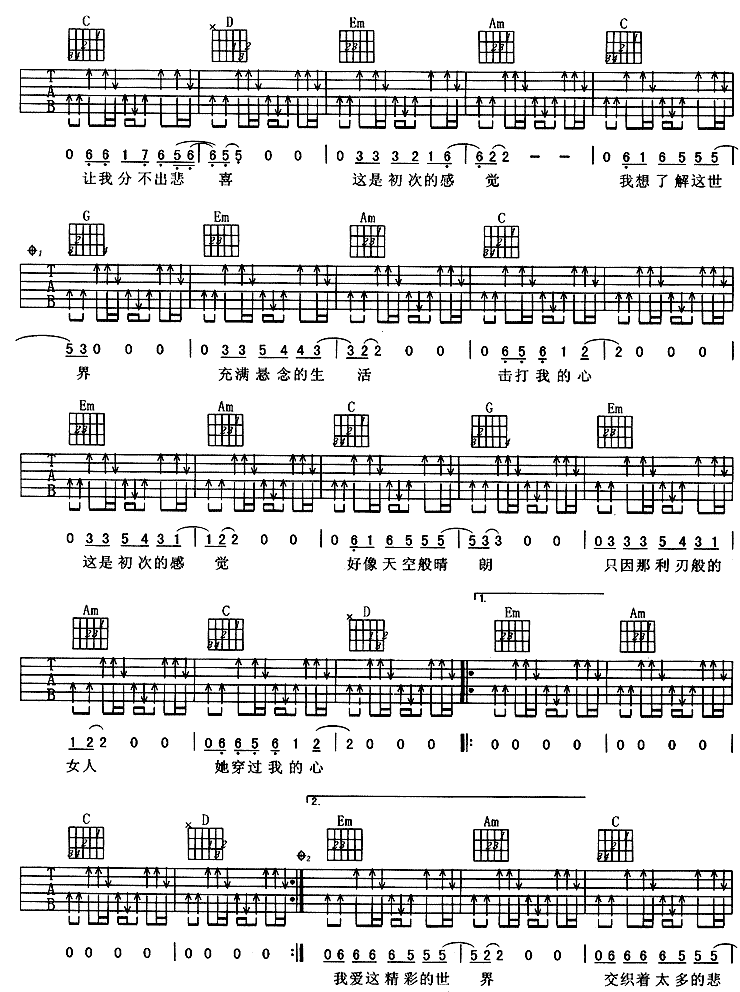 C D Em Am C
T A B
0 6 6 1 7 6 5 6 | 6 5 5 0 0 | 0 3 3 3 2 1 6 | 6 2 2 - - | 0 6 1 6 5 5 5 |
让我分不出悲 喜 这是初次的感 觉 我想了解这世
G Em Am C
T A B
5 3 0 0 0 0 | 0 3 3 5 4 4 3 | 3 2 2 0 0 | 0 6 5 6 1 2 | 2 0 0 0 |
界 充满悬念的生 活 击打我的心
Em Am C G Em
T A B
0 3 3 5 4 3 1 | 1 2 2 0 0 | 0 6 1 6 5 5 5 | 5 3 3 0 0 | 0 3 3 3 5 4 3 1
这是初次的感 觉 好像天空般晴 朗 只因那利刃般的
1.
Am C D Em Am
T A B
1 2 2 0 0 | 0 6 6 5 6 1 2 | 2 0 0 0 ‖: 0 0 0 0 | 0 0 0 0 |
女人 她穿过我的心
2.
C D Em Am C
T A B
0 0 0 0 | 0 0 0 0 :‖ 0 6 6 6 6 5 5 5 | 5 2 2 0 0 | 0 6 6 6 6 5 5 5 |
我爱这精彩的世 界 交织着太多的悲